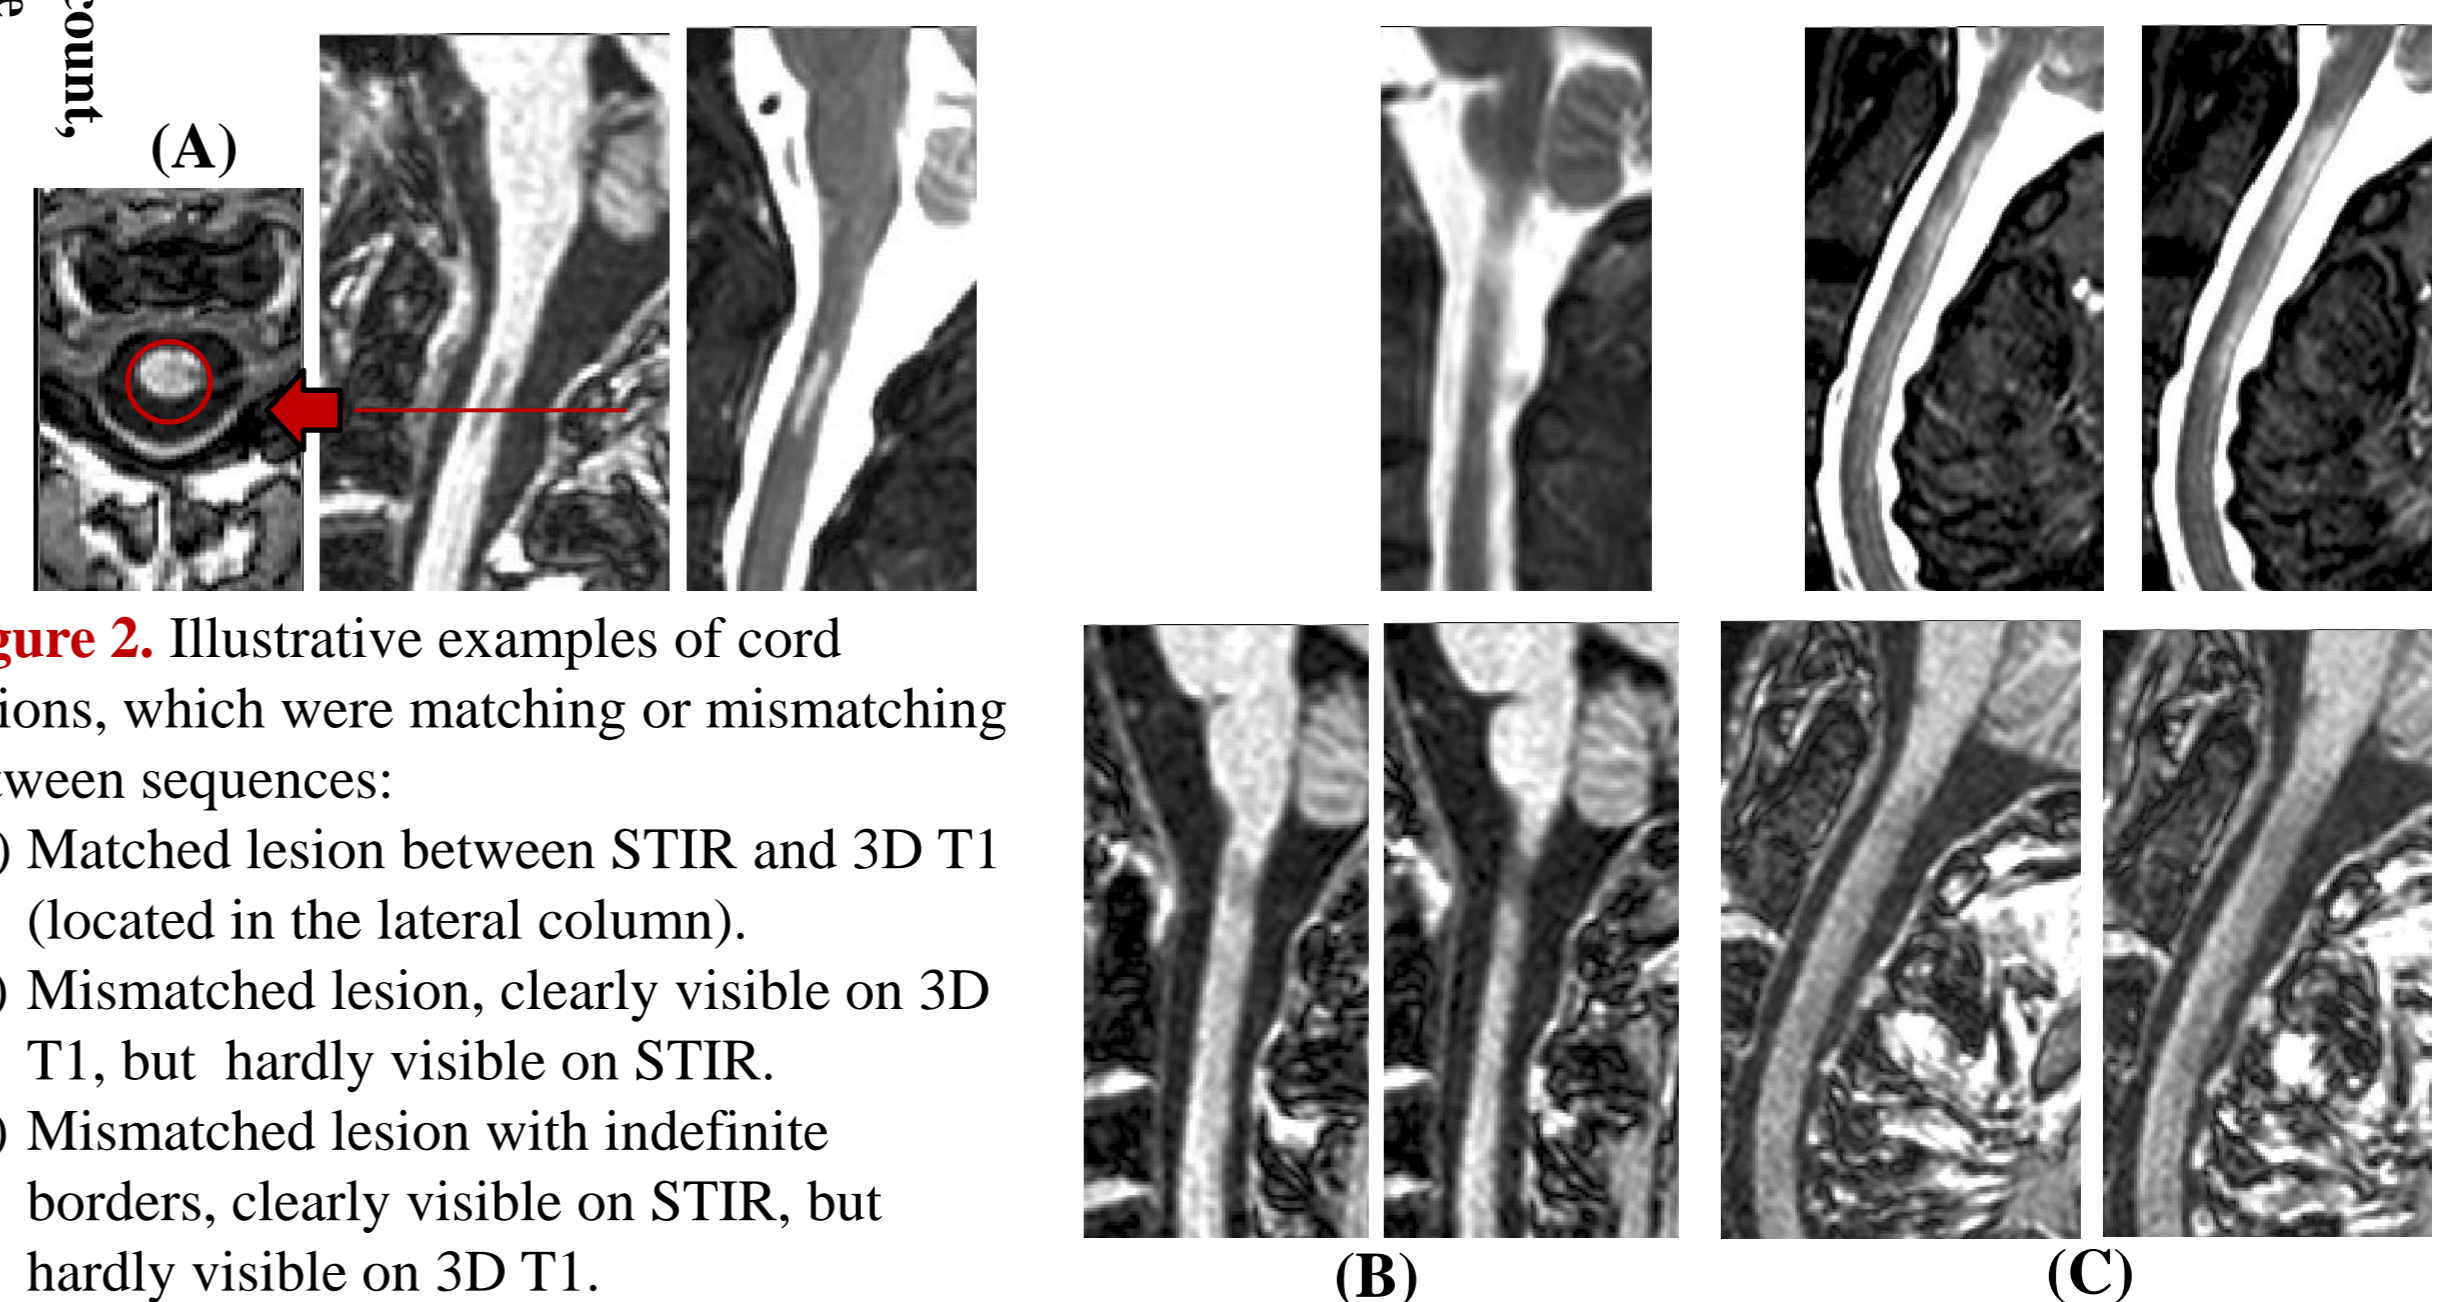 count,
(A)
gure 2. Illustrative examples of cord
ions, which were matching or mismatching
tween sequences:
) Matched lesion between STIR and 3D T1
(located in the lateral column).
) Mismatched lesion, clearly visible on 3D
T1, but hardly visible on STIR.
) Mismatched lesion with indefinite
borders, clearly visible on STIR, but
hardly visible on 3D T1.
(B)
(C)